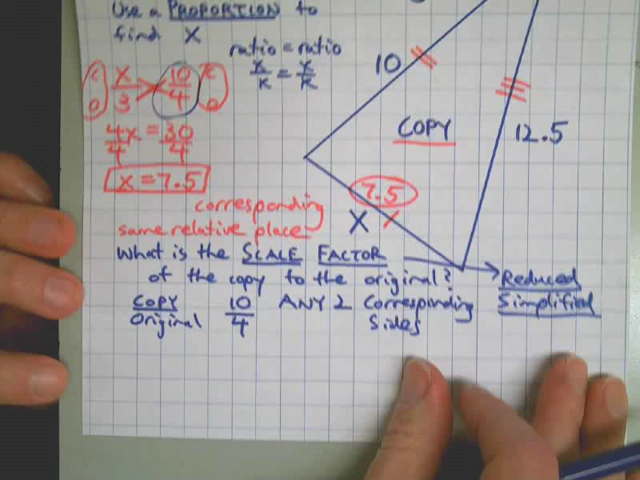 Use a PROPORTION to
find X
ratio = ratio
x/x = x/x
C/O x/3 = 10/4 C/O
4x/4 = 30/4
x = 7.5
10
COPY
12.5
7.5
X
corresponding
same relative place
What is the SCALE FACTOR
of the copy to the original? → Reduced
Simplified
COPY/Original 10/4 ANY 2 Corresponding
Sides